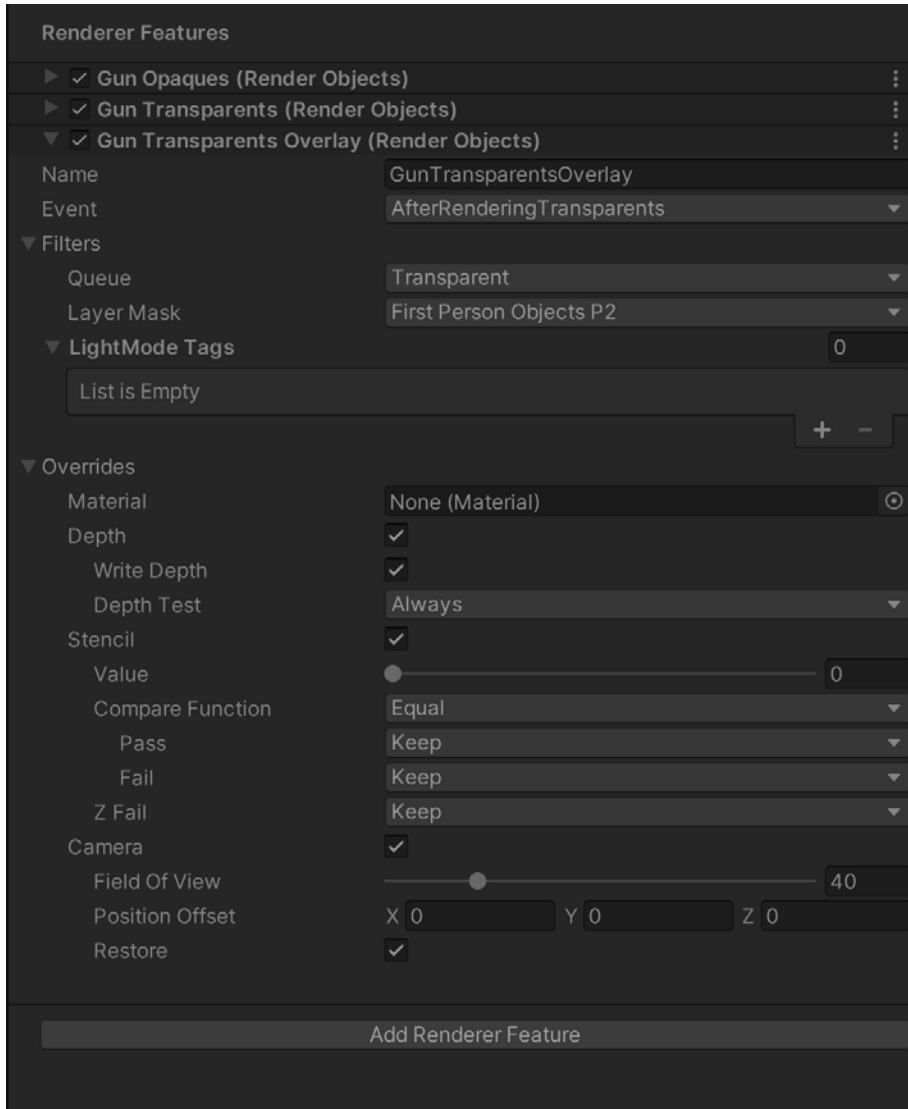 Renderer Features
Gun Opaques (Render Objects)
Gun Transparents (Render Objects)
Gun Transparents Overlay (Render Objects)
Name GunTransparentsOverlay
Event AfterRenderingTransparents
Filters
Queue Transparent
Layer Mask First Person Objects P2
LightMode Tags 0
List is Empty
+ −
Overrides
Material None (Material)
Depth
Write Depth
Depth Test Always
Stencil
Value 0
Compare Function Equal
Pass Keep
Fail Keep
Z Fail Keep
Camera
Field Of View 40
Position Offset X 0 Y 0 Z 0
Restore
Add Renderer Feature